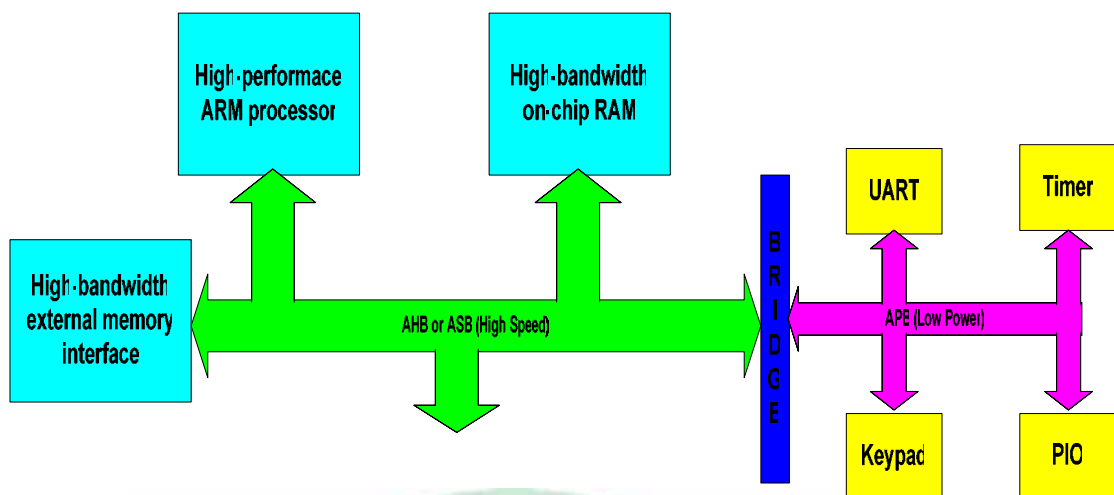 High-performace
ARM processor
High-bandwidth
on-chip RAM
UART
Timer
High-bandwidth
external memory
interface
AHB or ASB (High Speed)
B
R
I
D
G
E
APB (Low Power)
Keypad
PIO